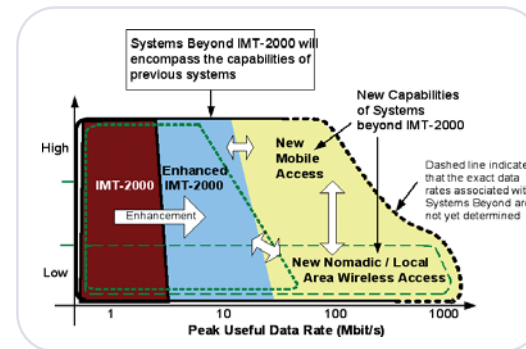 Systems Beyond IMT-2000 will
encompass the capabilities of
previous systems
New Capabilities
of Systems
beyond IMT-2000
High
New
Mobile
Access
IMT-2000
Enhanced
IMT-2000
Dashed line indicate
that the exact data
rates associated wit
Systems Beyond are
not yet determined
Enhancement
Low
New Nomadic / Local
Area Wireless Access
1 10 100 1000
Peak Useful Data Rate (Mbit/s)